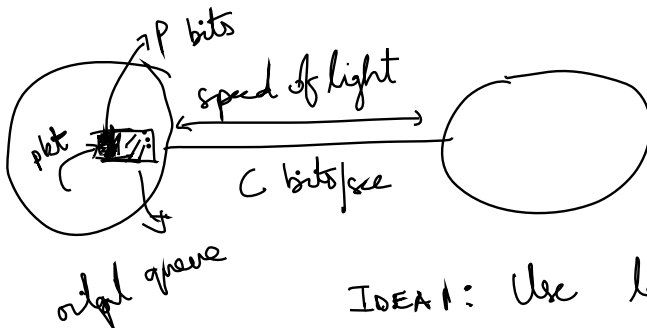 P bits
speed of light
pkt
C bits/sec
output queue
IDEA 1: Use